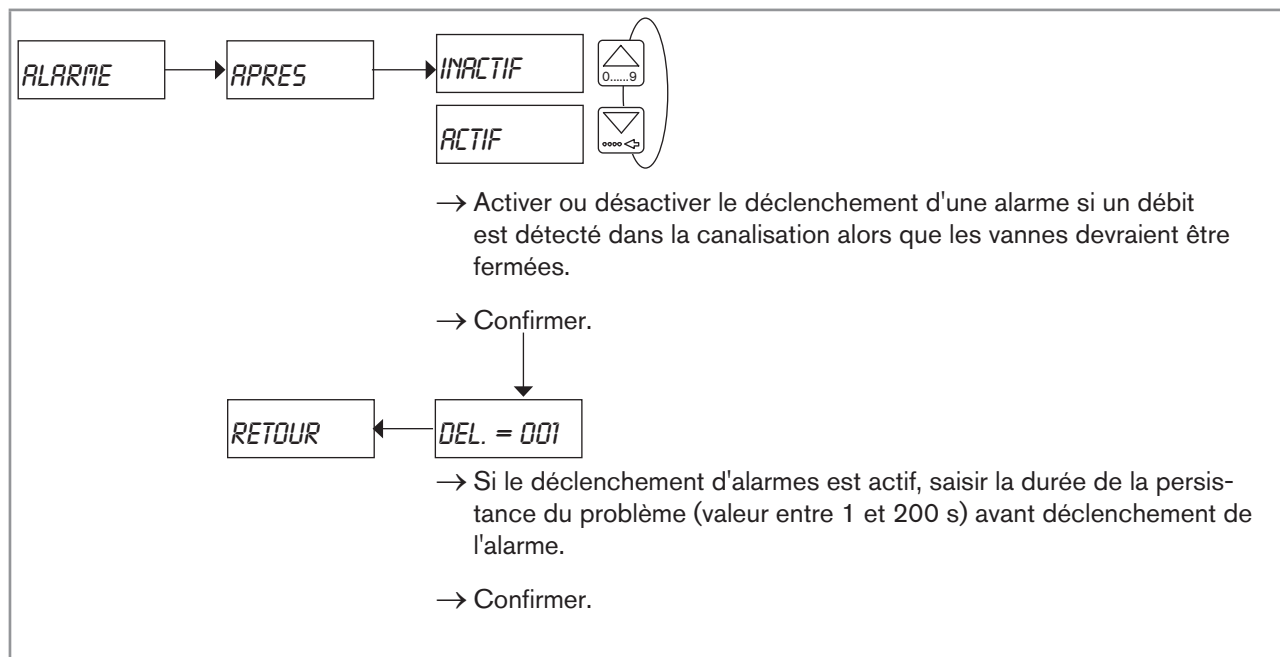 ALARME
APRES
INACTIF
0......9
ACTIF
→ Activer ou désactiver le déclenchement d'une alarme si un débit
est détecté dans la canalisation alors que les vannes devraient être
fermées.
→ Confirmer.
RETOUR
DEL. = 001
→ Si le déclenchement d'alarmes est actif, saisir la durée de la persis-
tance du problème (valeur entre 1 et 200 s) avant déclenchement de
l'alarme.
→ Confirmer.